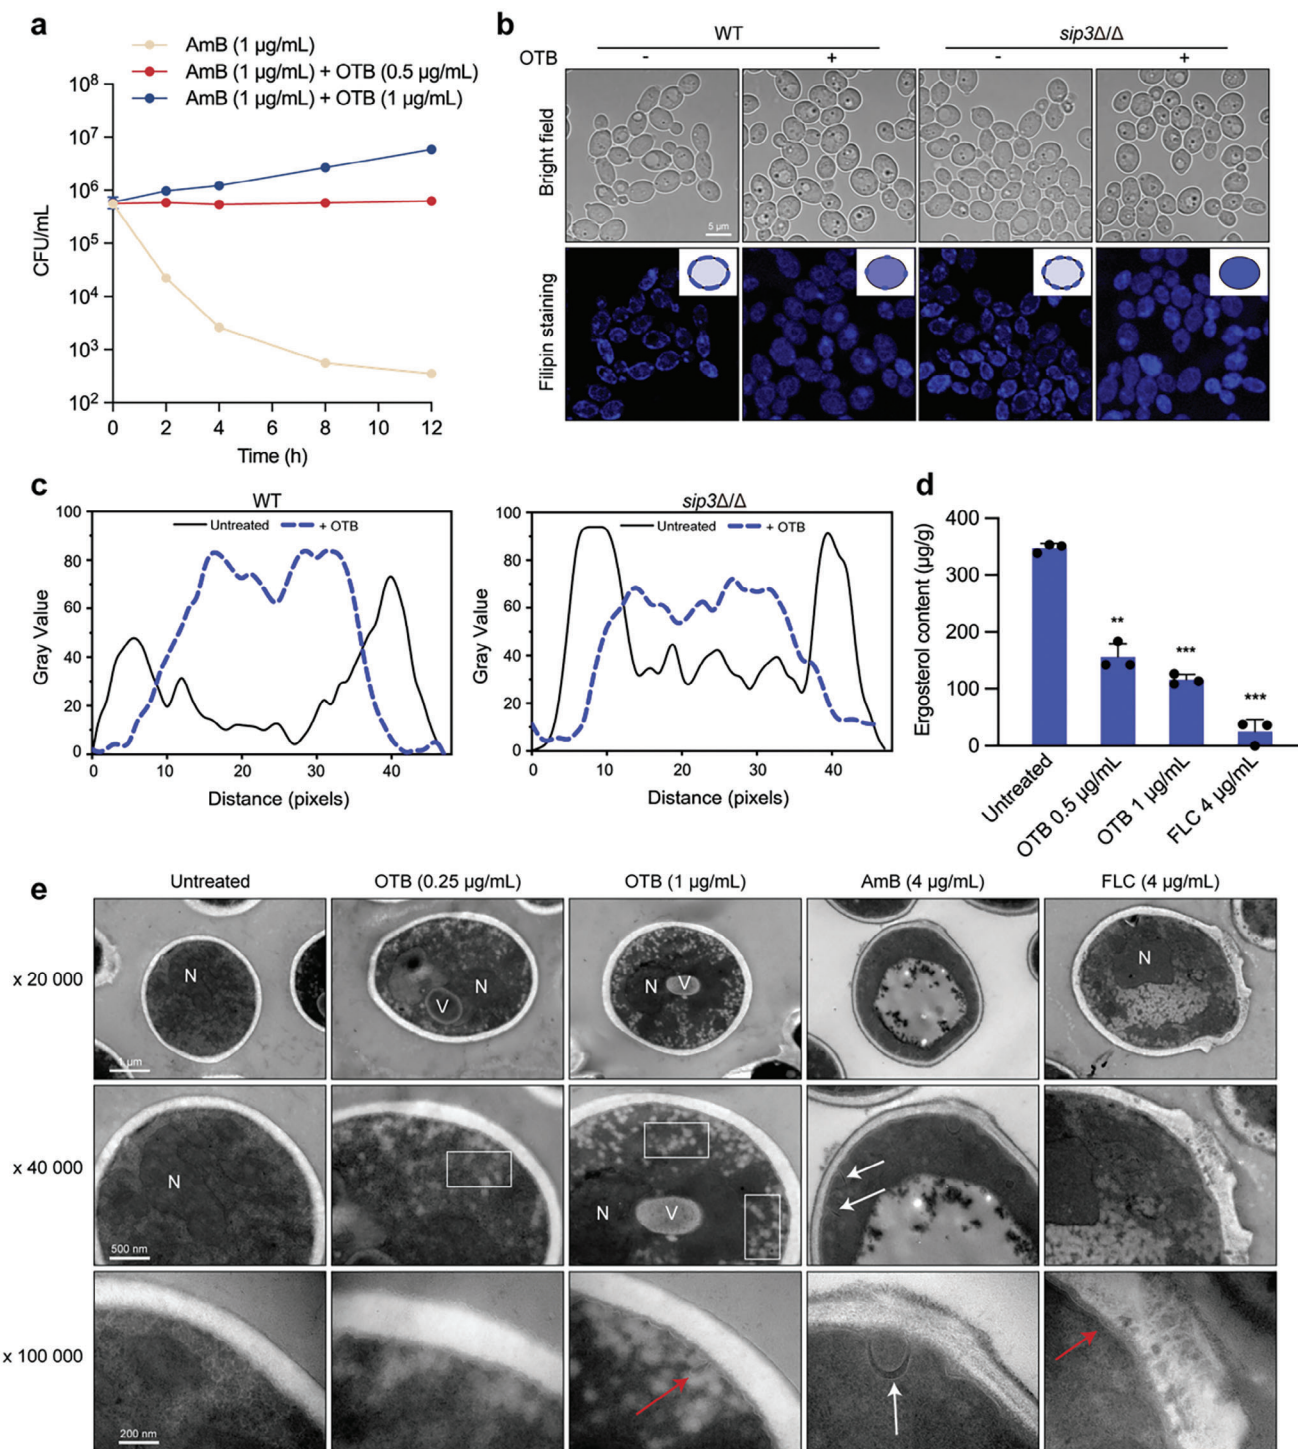 a
AmB (1 µg/mL)
AmB (1 µg/mL) + OTB (0.5 µg/mL)
AmB (1 µg/mL) + OTB (1 µg/mL)
10⁸
10⁷
10⁶
10⁵
10⁴
10³
10²
CFU/mL
0 2 4 6 8 10 12
Time (h)
b
WT
sip3Δ/Δ
OTB - + - +
Bright field
5 µm
Filipin staining
c
WT
Untreated + OTB
100
80
60
40
20
0
Gray Value
0 10 20 30 40
Distance (pixels)
sip3Δ/Δ
Untreated + OTB
100
80
60
40
20
0
Gray Value
0 10 20 30 40
Distance (pixels)
d
400
300
200
100
0
Ergosterol content (µg/g)
**
***
***
Untreated
OTB 0.5 µg/mL
OTB 1 µg/mL
FLC 4 µg/mL
e
Untreated OTB (0.25 µg/mL) OTB (1 µg/mL) AmB (4 µg/mL) FLC (4 µg/mL)
x 20 000
N
1 µm
V N
N V
N
x 40 000
N
500 nm
N V
x 100 000
200 nm